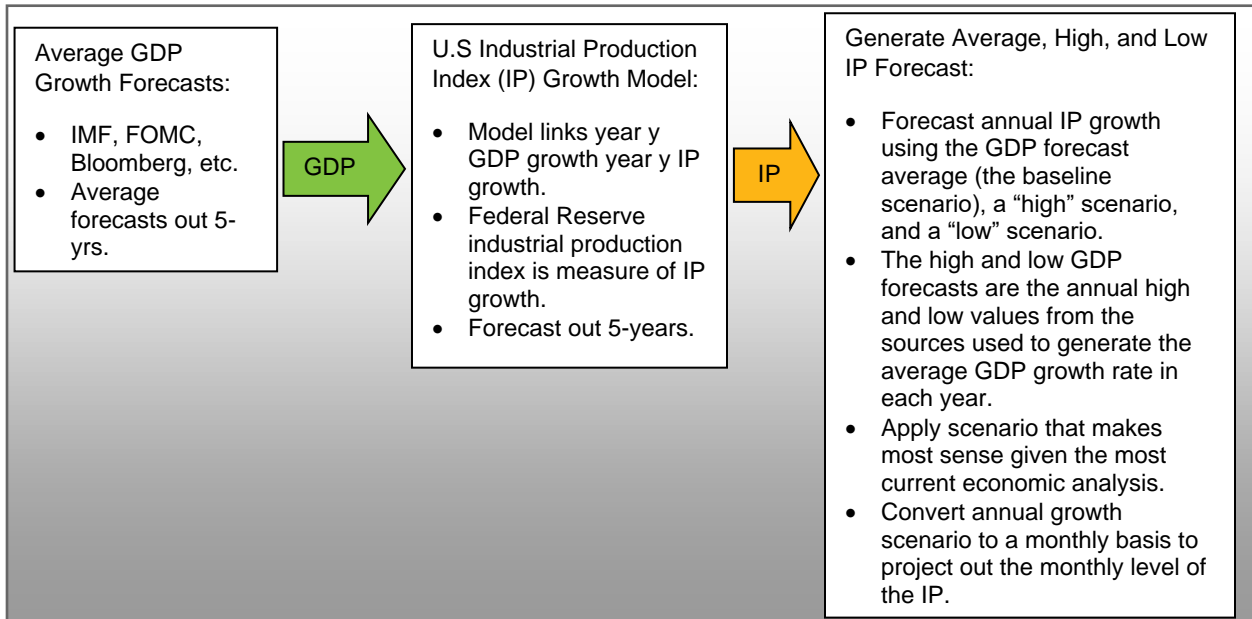 Average GDP
Growth Forecasts:
• IMF, FOMC,
Bloomberg, etc.
• Average
forecasts out 5-
yrs.
GDP
U.S Industrial Production
Index (IP) Growth Model:
• Model links year y
GDP growth year y IP
growth.
• Federal Reserve
industrial production
index is measure of IP
growth.
• Forecast out 5-years.
IP
Generate Average, High, and Low
IP Forecast:
• Forecast annual IP growth
using the GDP forecast
average (the baseline
scenario), a “high” scenario,
and a “low” scenario.
• The high and low GDP
forecasts are the annual high
and low values from the
sources used to generate the
average GDP growth rate in
each year.
• Apply scenario that makes
most sense given the most
current economic analysis.
• Convert annual growth
scenario to a monthly basis to
project out the monthly level of
the IP.